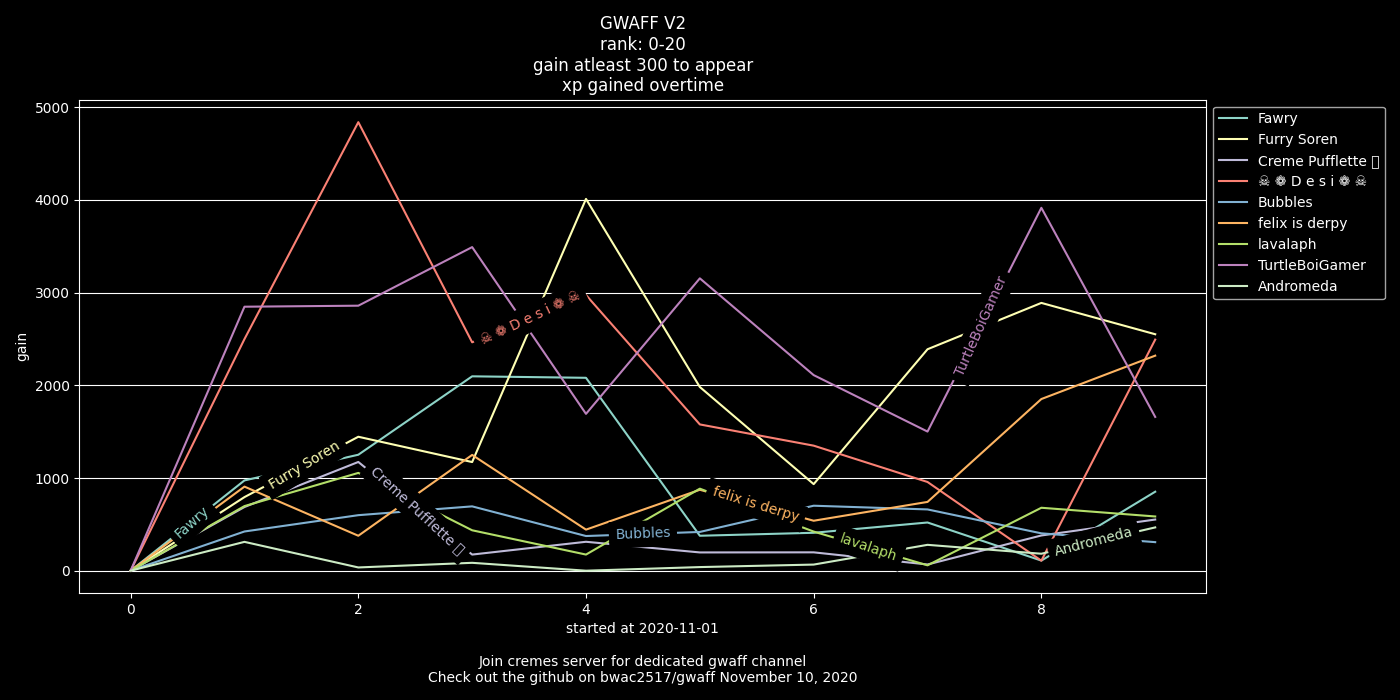 GWAFF V2
rank: 0-20
gain atleast 300 to appear
xp gained overtime
gain
5000
4000
3000
2000
1000
0
0 2 4 6 8
started at 2020-11-01
Fawry
Furry Soren
Creme Pufflette
☠ ❁ D e s i ❁ ☠
Bubbles
felix is derpy
lavalaph
TurtleBoiGamer
Andromeda
Fawry
Furry Soren
Creme Pufflette
☠ ❁ D e s i ❁ ☠
Bubbles
felix is derpy
lavalaph
TurtleBoiGamer
Andromeda
Join cremes server for dedicated gwaff channel
Check out the github on bwac2517/gwaff November 10, 2020